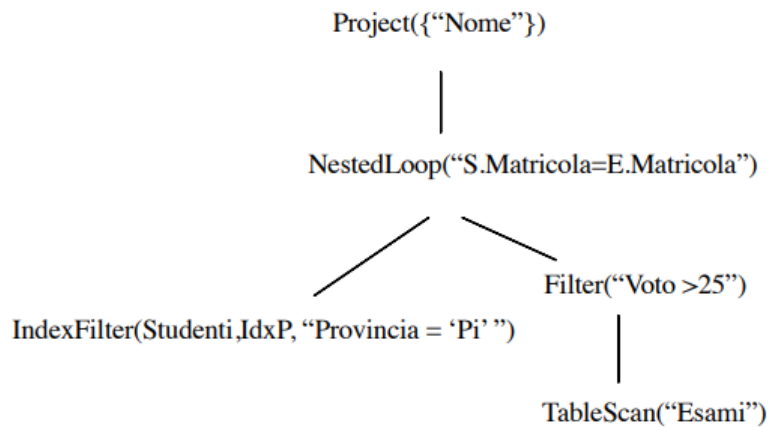 Project({“Nome”})
NestedLoop(“S.Matricola=E.Matricola”)
Filter(“Voto >25”)
IndexFilter(Studenti,IdxP, “Provincia = ‘Pi’ ”)
TableScan(“Esami”)